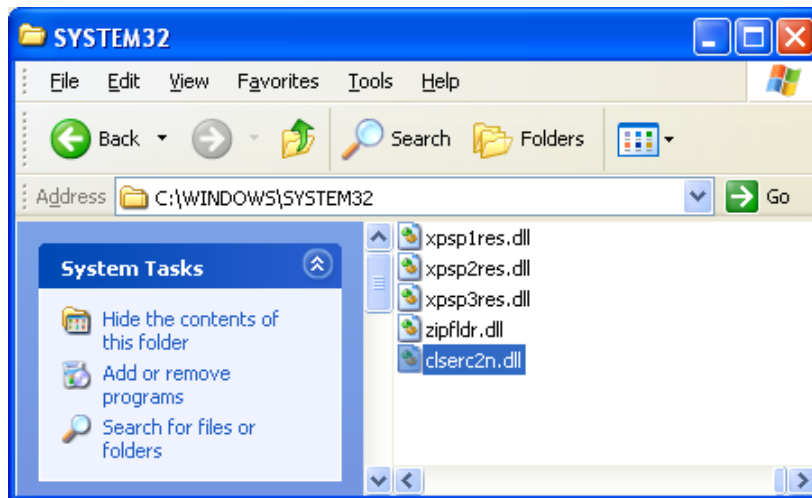 SYSTEM32
File Edit View Favorites Tools Help
Back Search Folders
Address C:\WINDOWS\SYSTEM32 Go
System Tasks
Hide the contents of
this folder
Add or remove
programs
Search for files or
folders
xpsp1res.dll
xpsp2res.dll
xpsp3res.dll
zipfldr.dll
clserc2n.dll